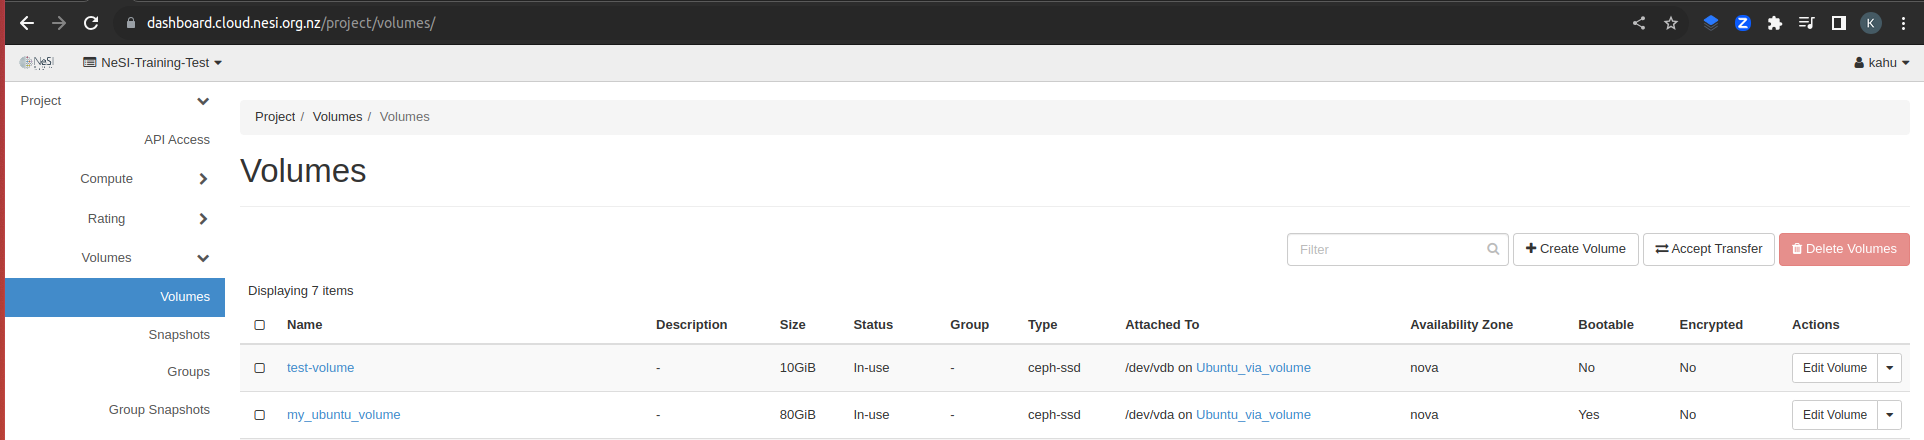 dashboard.cloud.nesi.org.nz/project/volumes/
K
NeSI
NeSI-Training-Test
kahu
Project
API Access
Compute
Rating
Volumes
Volumes
Snapshots
Groups
Group Snapshots
Project / Volumes / Volumes
Volumes
Filter
Create Volume
Accept Transfer
Delete Volumes
Displaying 7 items
Name Description Size Status Group Type Attached To Availability Zone Bootable Encrypted Actions
test-volume - 10GiB In-use - ceph-ssd /dev/vdb on Ubuntu_via_volume nova No No Edit Volume
my_ubuntu_volume - 80GiB In-use - ceph-ssd /dev/vda on Ubuntu_via_volume nova Yes No Edit Volume